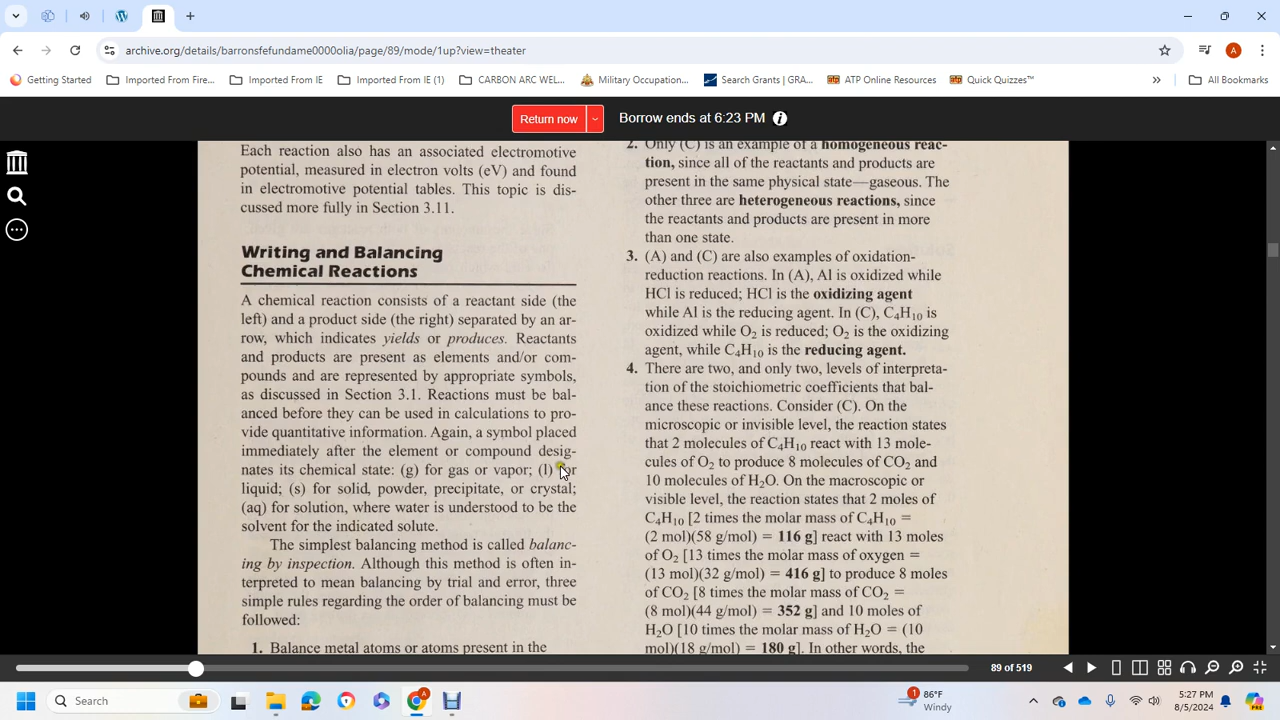 archive.org/details/barronsfefundame0000olia/page/89/mode/1up?view=theater
A
Getting Started
Imported From Fire...
Imported From IE
Imported From IE (1)
CARBON ARC WEL...
Military Occupation...
Search Grants | GRA...
ATP Online Resources
Quick Quizzes™
»
All Bookmarks
Return now
Borrow ends at 6:23 PM
Each reaction also has an associated electromotive
potential, measured in electron volts (eV) and found
in electromotive potential tables. This topic is dis-
cussed more fully in Section 3.11.
Writing and Balancing
Chemical Reactions
A chemical reaction consists of a reactant side (the
left) and a product side (the right) separated by an ar-
row, which indicates yields or produces. Reactants
and products are present as elements and/or com-
pounds and are represented by appropriate symbols,
as discussed in Section 3.1. Reactions must be bal-
anced before they can be used in calculations to pro-
vide quantitative information. Again, a symbol placed
immediately after the element or compound desig-
nates its chemical state: (g) for gas or vapor; (l) for
liquid; (s) for solid, powder, precipitate, or crystal;
(aq) for solution, where water is understood to be the
solvent for the indicated solute.
The simplest balancing method is called balanc-
ing by inspection. Although this method is often in-
terpreted to mean balancing by trial and error, three
simple rules regarding the order of balancing must be
followed:
1. Balance metal atoms or atoms present in the
2. Only (C) is an example of a homogeneous reac-
tion, since all of the reactants and products are
present in the same physical state—gaseous. The
other three are heterogeneous reactions, since
the reactants and products are present in more
than one state.
3. (A) and (C) are also examples of oxidation-
reduction reactions. In (A), Al is oxidized while
HCl is reduced; HCl is the oxidizing agent
while Al is the reducing agent. In (C), C₄H₁₀ is
oxidized while O₂ is reduced; O₂ is the oxidizing
agent, while C₄H₁₀ is the reducing agent.
4. There are two, and only two, levels of interpreta-
tion of the stoichiometric coefficients that bal-
ance these reactions. Consider (C). On the
microscopic or invisible level, the reaction states
that 2 molecules of C₄H₁₀ react with 13 mole-
cules of O₂ to produce 8 molecules of CO₂ and
10 molecules of H₂O. On the macroscopic or
visible level, the reaction states that 2 moles of
C₄H₁₀ [2 times the molar mass of C₄H₁₀ =
(2 mol)(58 g/mol) = 116 g] react with 13 moles
of O₂ [13 times the molar mass of oxygen =
(13 mol)(32 g/mol) = 416 g] to produce 8 moles
of CO₂ [8 times the molar mass of CO₂ =
(8 mol)(44 g/mol) = 352 g] and 10 moles of
H₂O [10 times the molar mass of H₂O = (10
mol)(18 g/mol) = 180 g]. In other words, the
89 of 519
Search
1
86°F
Windy
5:27 PM
8/5/2024